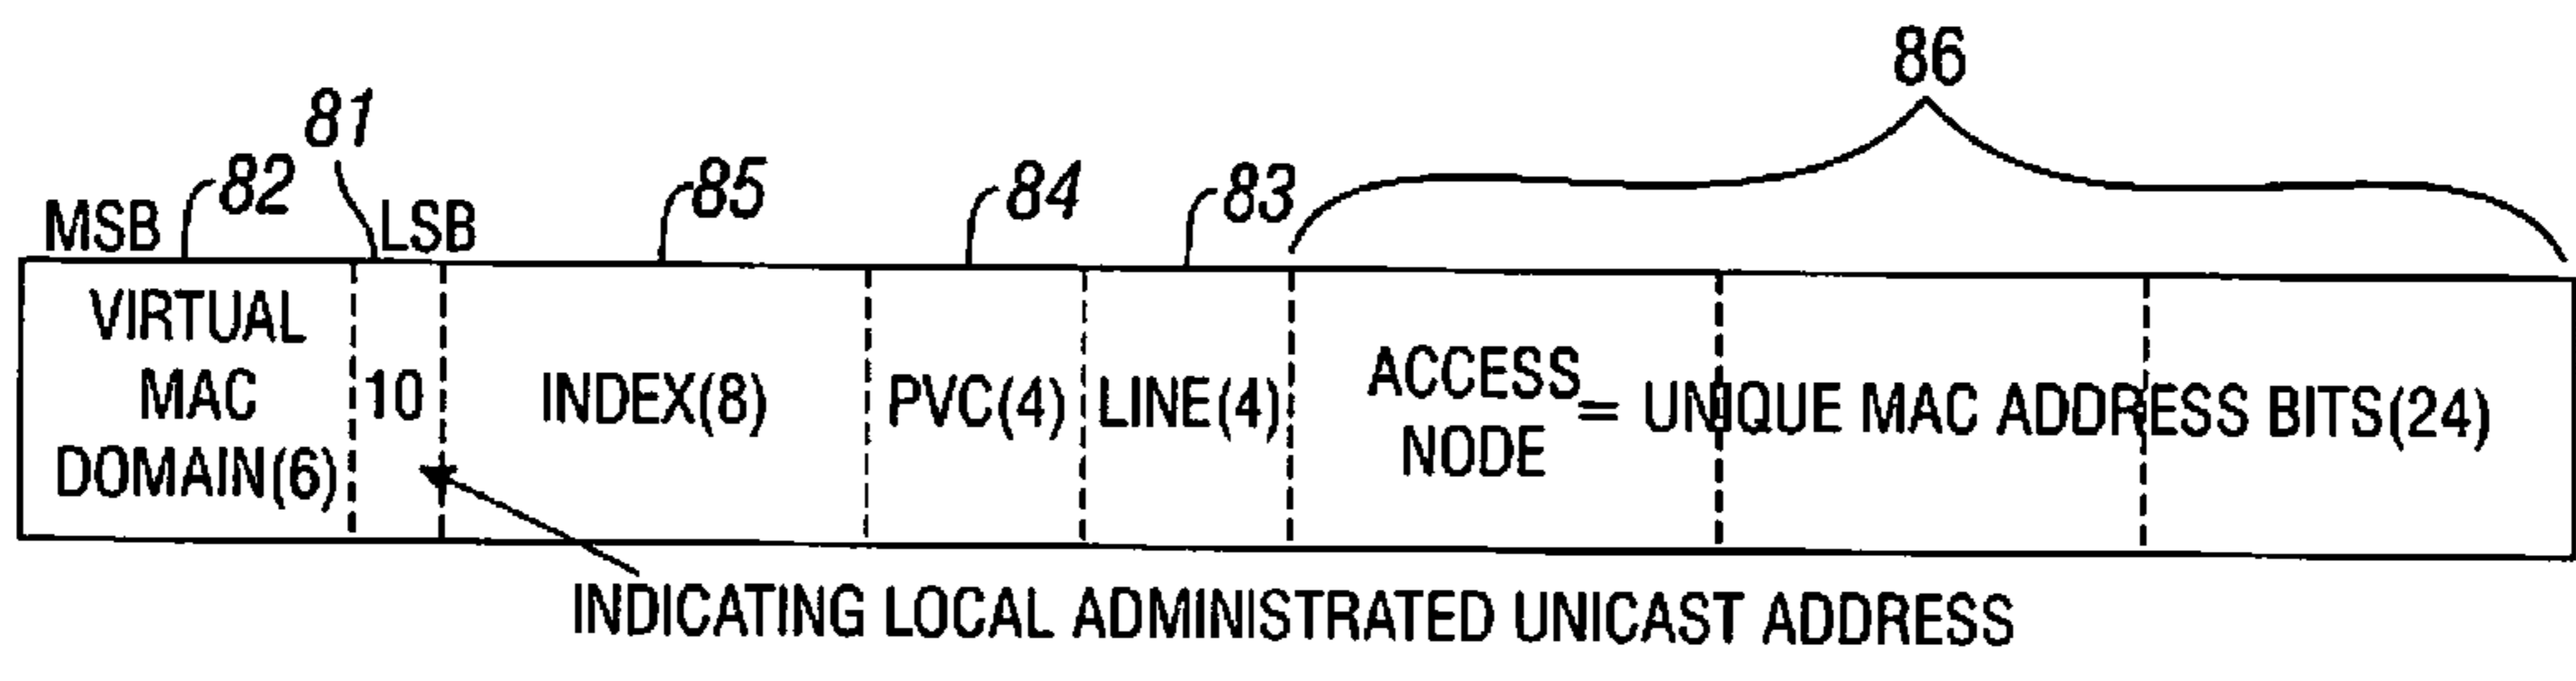 86
81
82
85
84
83
MSB
LSB
VIRTUAL
MAC
DOMAIN(6)
10
INDEX(8)
PVC(4)
LINE(4)
ACCESS
NODE
= UNIQUE MAC ADDRESS BITS(24)
INDICATING LOCAL ADMINISTRATED UNICAST ADDRESS